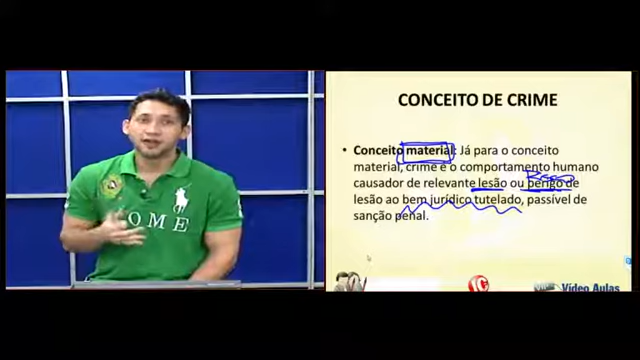 CONCEITO DE CRIME
• Conceito material: Já para o conceito
material, crime é o comportamento humano
causador de relevante lesão ou perigo de
lesão ao bem jurídico tutelado, passível de
sanção penal.
OME
Vídeo Aulas